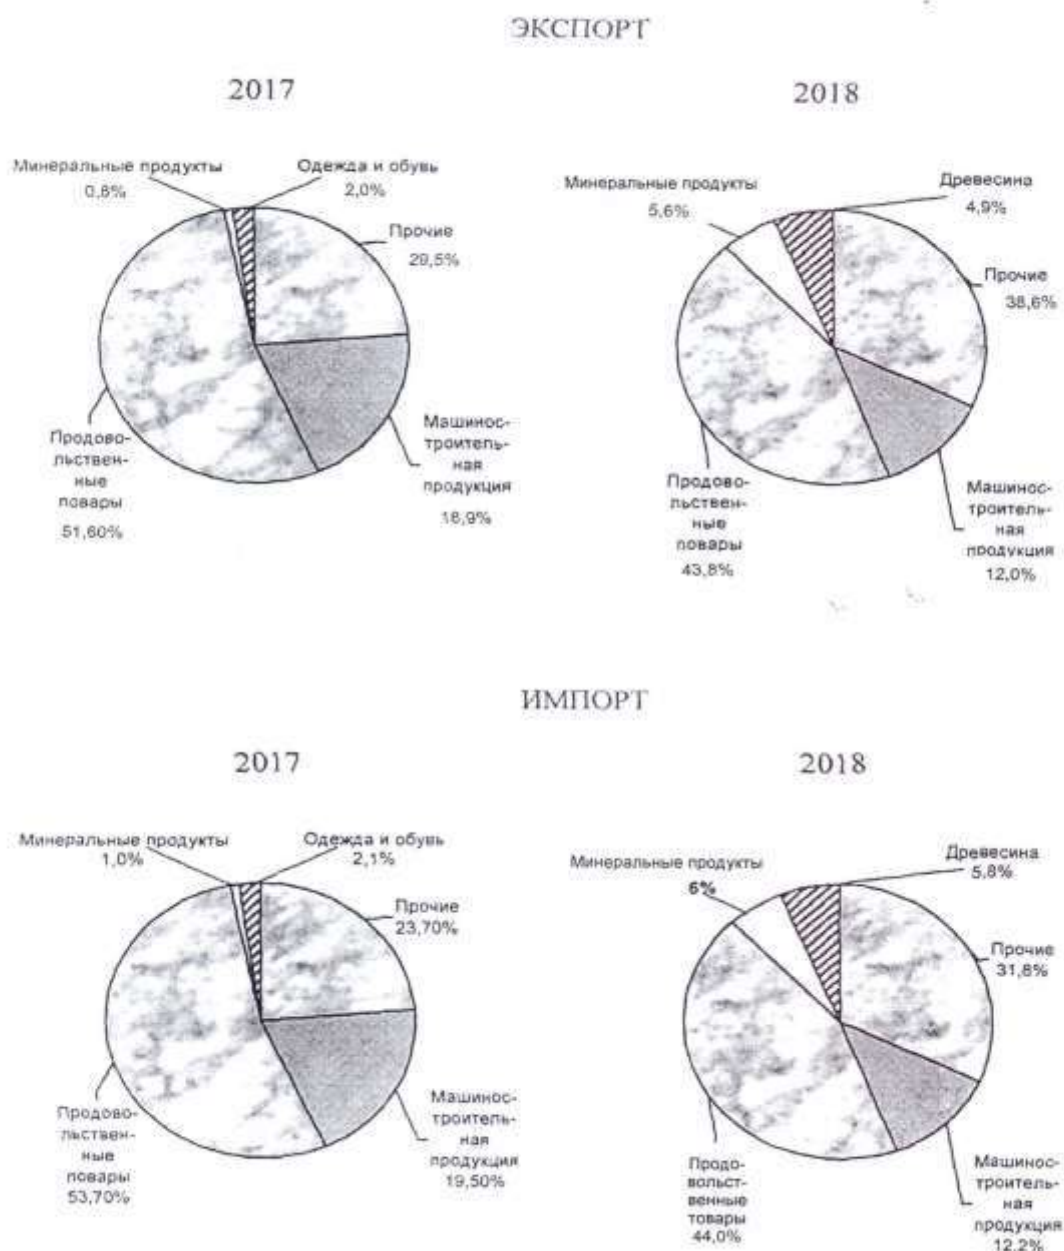 ЭКСПОРТ
2017
2018
Минеральные продукты
0,8%
Одежда и обувь
2,0%
Прочие
29,5%
Машинос-
троитель-
ная
продукция
16,9%
Продово-
льствен-
ные
повары
51,60%
Минеральные продукты
5,6%
Древесина
4,9%
Прочие
38,6%
Машинос-
троитель-
ная
продукция
12,0%
Продово-
льствен-
ные
повары
43,8%
ИМПОРТ
2017
2018
Минеральные продукты
1,0%
Одежда и обувь
2,1%
Прочие
23,70%
Машинос-
троитель-
ная
продукция
19,50%
Продово-
льствен-
ные
повары
53,70%
Минеральные продукты
6%
Древесина
5,8%
Прочие
31,8%
Машинос-
троитель-
ная
продукция
12,2%
Продо-
вольст-
венные
товары
44,0%